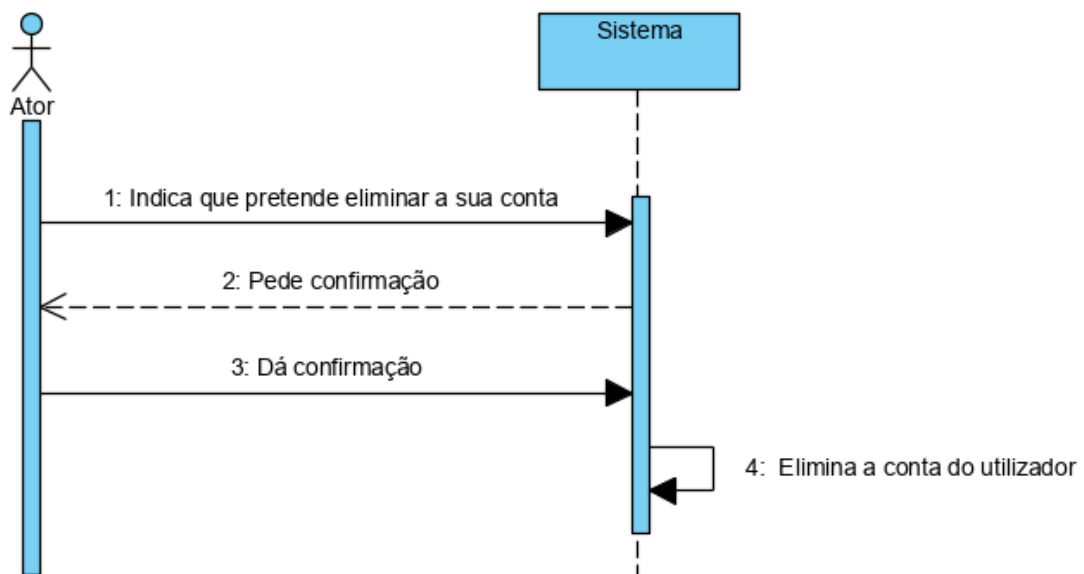 Sistema
Ator
1: Indica que pretende eliminar a sua conta
2: Pede confirmação
3: Dá confirmação
4: Elimina a conta do utilizador